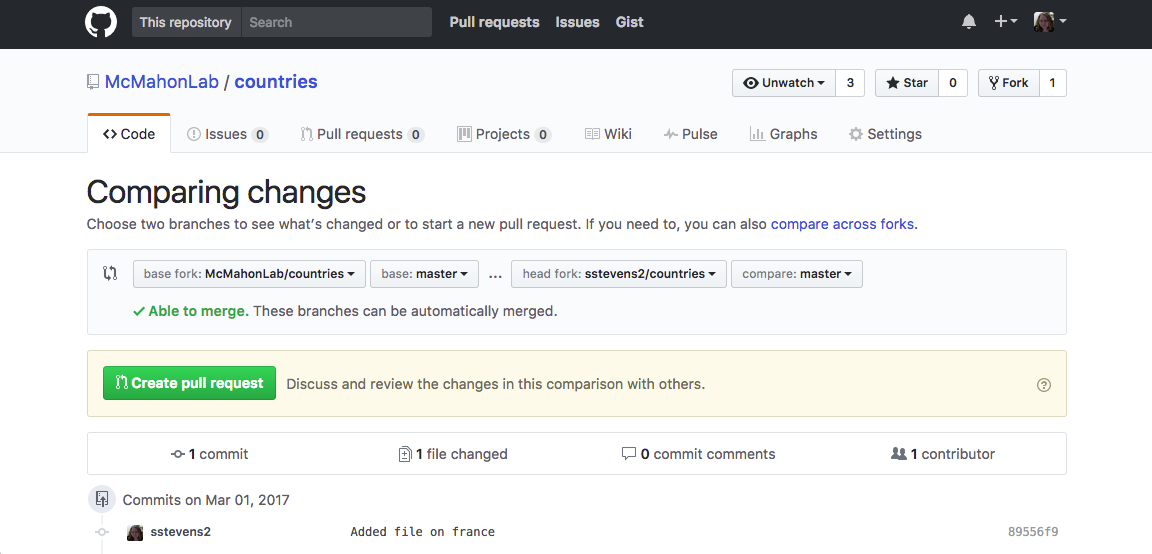 This repository Search Pull requests Issues Gist
McMahonLab / countries
Unwatch 3 Star 0 Fork 1
Code Issues 0 Pull requests 0 Projects 0 Wiki Pulse Graphs Settings
Comparing changes
Choose two branches to see what's changed or to start a new pull request. If you need to, you can also compare across forks.
base fork: McMahonLab/countries base: master ... head fork: sstevens2/countries compare: master
Able to merge. These branches can be automatically merged.
Create pull request Discuss and review the changes in this comparison with others.
1 commit 1 file changed 0 commit comments 1 contributor
Commits on Mar 01, 2017
sstevens2 Added file on france 89556f9